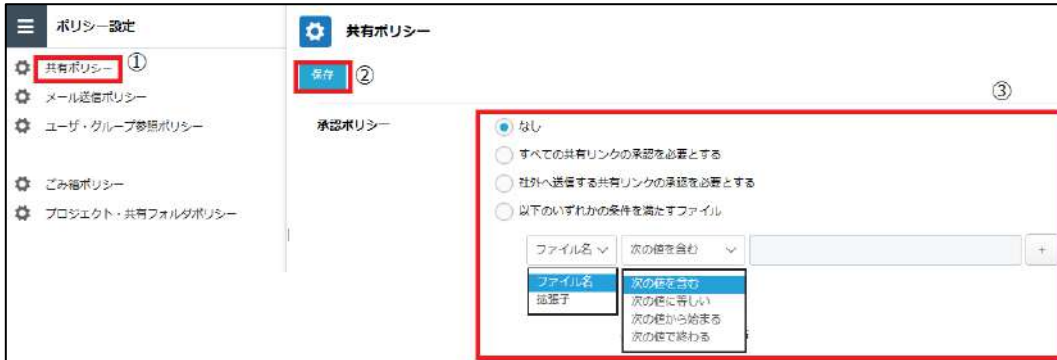 ポリシー設定
共有ポリシー ①
メール送信ポリシー
ユーザ・グループ参照ポリシー
ごみ箱ポリシー
プロジェクト・共有フォルダポリシー
共有ポリシー
保存 ②
③
承認ポリシー
なし
すべての共有リンクの承認を必要とする
社外へ送信する共有リンクの承認を必要とする
以下のいずれかの条件を満たすファイル
ファイル名 次の値を含む +
ファイル名 次の値を含む
拡張子 次の値に等しい
次の値から始まる
次の値で終わる